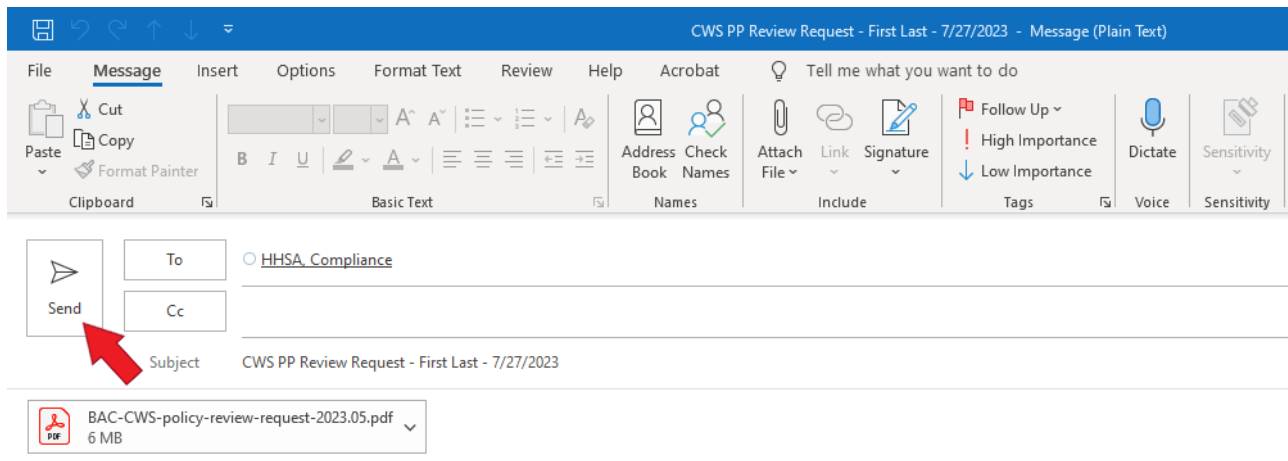 CWS PP Review Request - First Last - 7/27/2023 - Message (Plain Text)
File Message Insert Options Format Text Review Help Acrobat Tell me what you want to do
Paste
Cut
Copy
Format Painter
Clipboard
B I U A
Basic Text
Address Book
Check Names
Names
Attach File
Link
Signature
Include
Follow Up
High Importance
Low Importance
Tags
Dictate
Voice
Sensitivity
Sensitivity
Send
To HHSA, Compliance
Cc
Subject CWS PP Review Request - First Last - 7/27/2023
PDF
BAC-CWS-policy-review-request-2023.05.pdf
6 MB